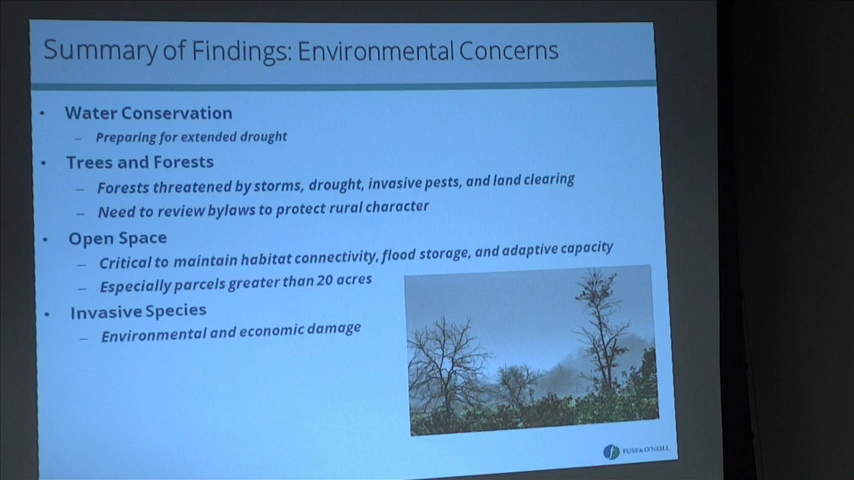 Summary of Findings: Environmental Concerns
• Water Conservation
– Preparing for extended drought
• Trees and Forests
– Forests threatened by storms, drought, invasive pests, and land clearing
– Need to review bylaws to protect rural character
• Open Space
– Critical to maintain habitat connectivity, flood storage, and adaptive capacity
– Especially parcels greater than 20 acres
• Invasive Species
– Environmental and economic damage
FUSS & O'NEILL